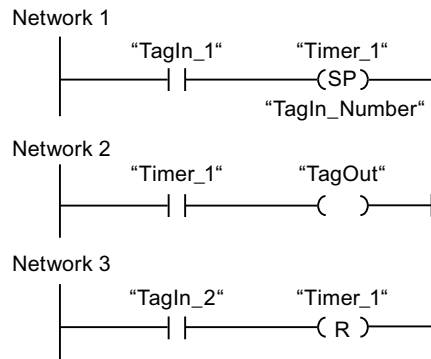 Network 1
“TagIn_1“ “Timer_1“
SP
“TagIn_Number“
Network 2
“Timer_1“ “TagOut“
Network 3
“TagIn_2“ “Timer_1“
R